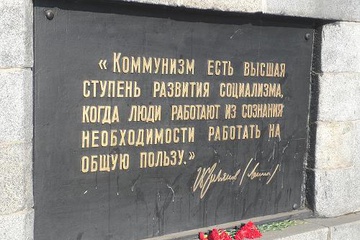 « Коммунизм есть высшая
ступень развития социализма,
когда люди работают из сознания
необходимости работать на
общую пользу.»